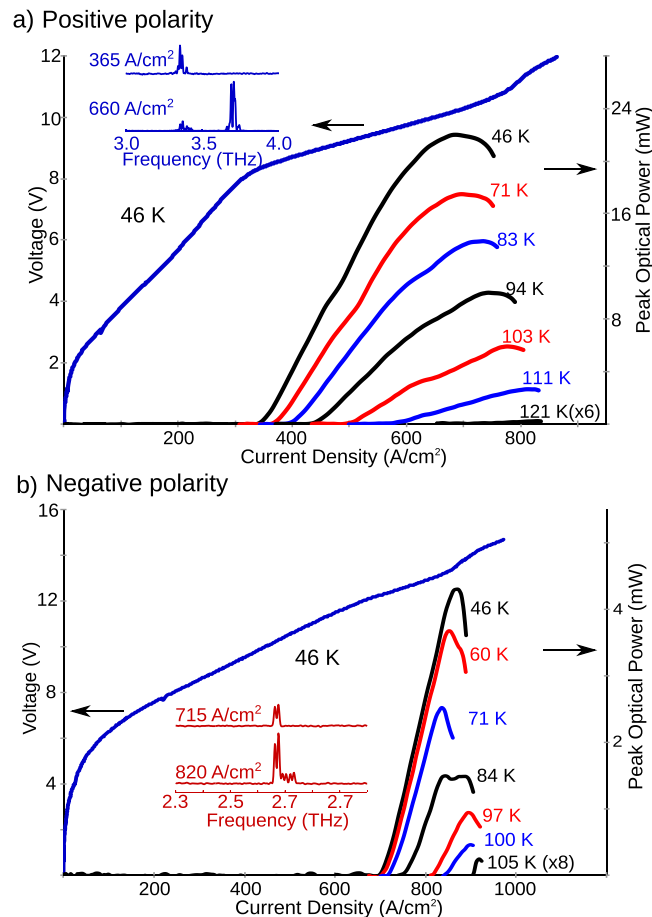 a) Positive polarity
12
10
8
6
4
2
Voltage (V)
365 A/cm²
660 A/cm²
3.0 3.5 4.0
Frequency (THz)
46 K
46 K
71 K
83 K
94 K
103 K
111 K
121 K(x6)
24
16
8
Peak Optical Power (mW)
200 400 600 800
Current Density (A/cm²)
b) Negative polarity
16
12
8
4
Voltage (V)
46 K
715 A/cm²
820 A/cm²
2.3 2.5 2.7 2.7
Frequency (THz)
46 K
60 K
71 K
84 K
97 K
100 K
105 K (x8)
4
2
Peak Optical Power (mW)
200 400 600 800 1000
Current Density (A/cm²)